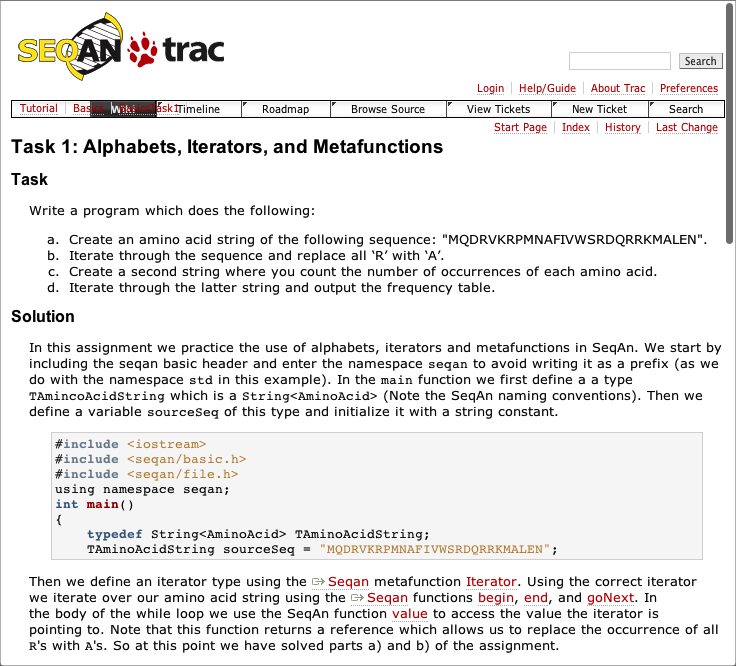 SEQAN trac
Search
Login Help/Guide About Trac Preferences
Tutorial Basics Timeline Roadmap Browse Source View Tickets New Ticket Search
Start Page Index History Last Change
Task 1: Alphabets, Iterators, and Metafunctions
Task
Write a program which does the following:
a. Create an amino acid string of the following sequence: "MQDRVKRPMNAFIVWSRDQRRKMALEN".
b. Iterate through the sequence and replace all ‘R’ with ‘A’.
c. Create a second string where you count the number of occurrences of each amino acid.
d. Iterate through the latter string and output the frequency table.
Solution
In this assignment we practice the use of alphabets, iterators and metafunctions in SeqAn. We start by
including the seqan basic header and enter the namespace seqan to avoid writing it as a prefix (as we
do with the namespace std in this example). In the main function we first define a a type
TAmincoAcidString which is a String<AminoAcid> (Note the SeqAn naming conventions). Then we
define a variable sourceSeq of this type and initialize it with a string constant.
#include <iostream>
#include <seqan/basic.h>
#include <seqan/file.h>
using namespace seqan;
int main()
{
typedef String<AminoAcid> TAminoAcidString;
TAminoAcidString sourceSeq = "MQDRVKRPMNAFIVWSRDQRRKMALEN";
Then we define an iterator type using the Seqan metafunction Iterator. Using the correct iterator
we iterate over our amino acid string using the Seqan functions begin, end, and goNext. In
the body of the while loop we use the SeqAn function value to access the value the iterator is
pointing to. Note that this function returns a reference which allows us to replace the occurrence of all
R's with A's. So at this point we have solved parts a) and b) of the assignment.